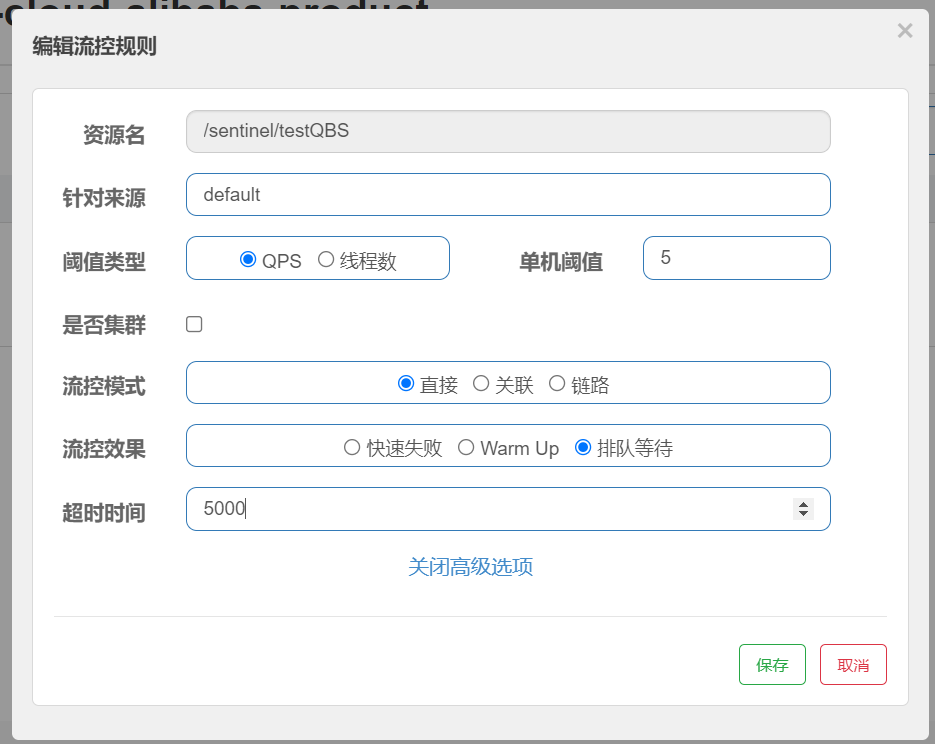 -cloud-alibaba-product
编辑流控规则
×
资源名 /sentinel/testQBS
针对来源 default
阈值类型 QPS 线程数 单机阈值 5
是否集群
流控模式 直接 关联 链路
流控效果 快速失败 Warm Up 排队等待
超时时间 5000
关闭高级选项
保存 取消